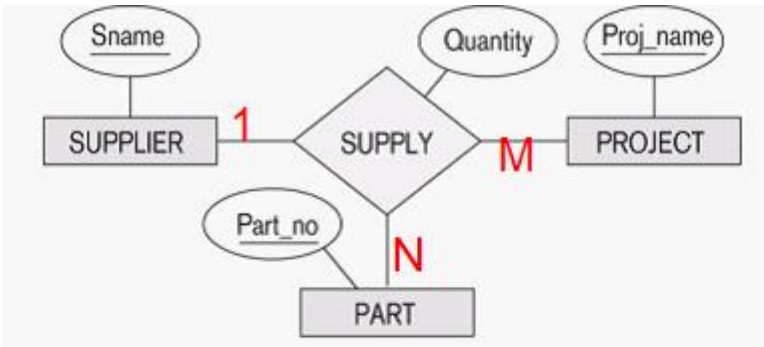 Sname
Quantity
Proj_name
SUPPLIER
1
SUPPLY
M
PROJECT
Part_no
N
PART